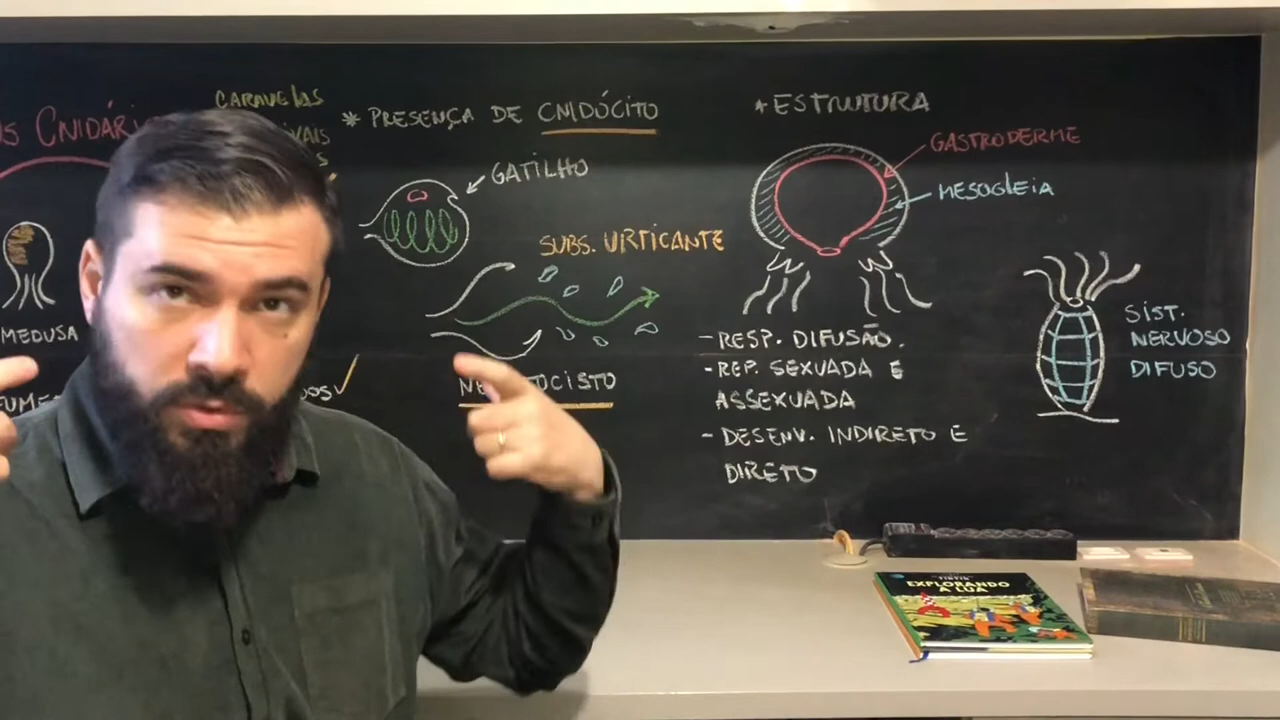 CNIDÁRI
CARAVELAS
* PRESENÇA DE CNIDÓCITO
GATILHO
SUBS. URTICANTE
MEDUSA
* ESTRUTURA
GASTRODERME
MESOGLEIA
- RESP. DIFUSÃO.
- REP. SEXUADA E
ASSEXUADA
- DESENV. INDIRETO E
DIRETO
SIST.
NERVOSO
DIFUSO
TINTIN
EXPLORANDO
A LUA